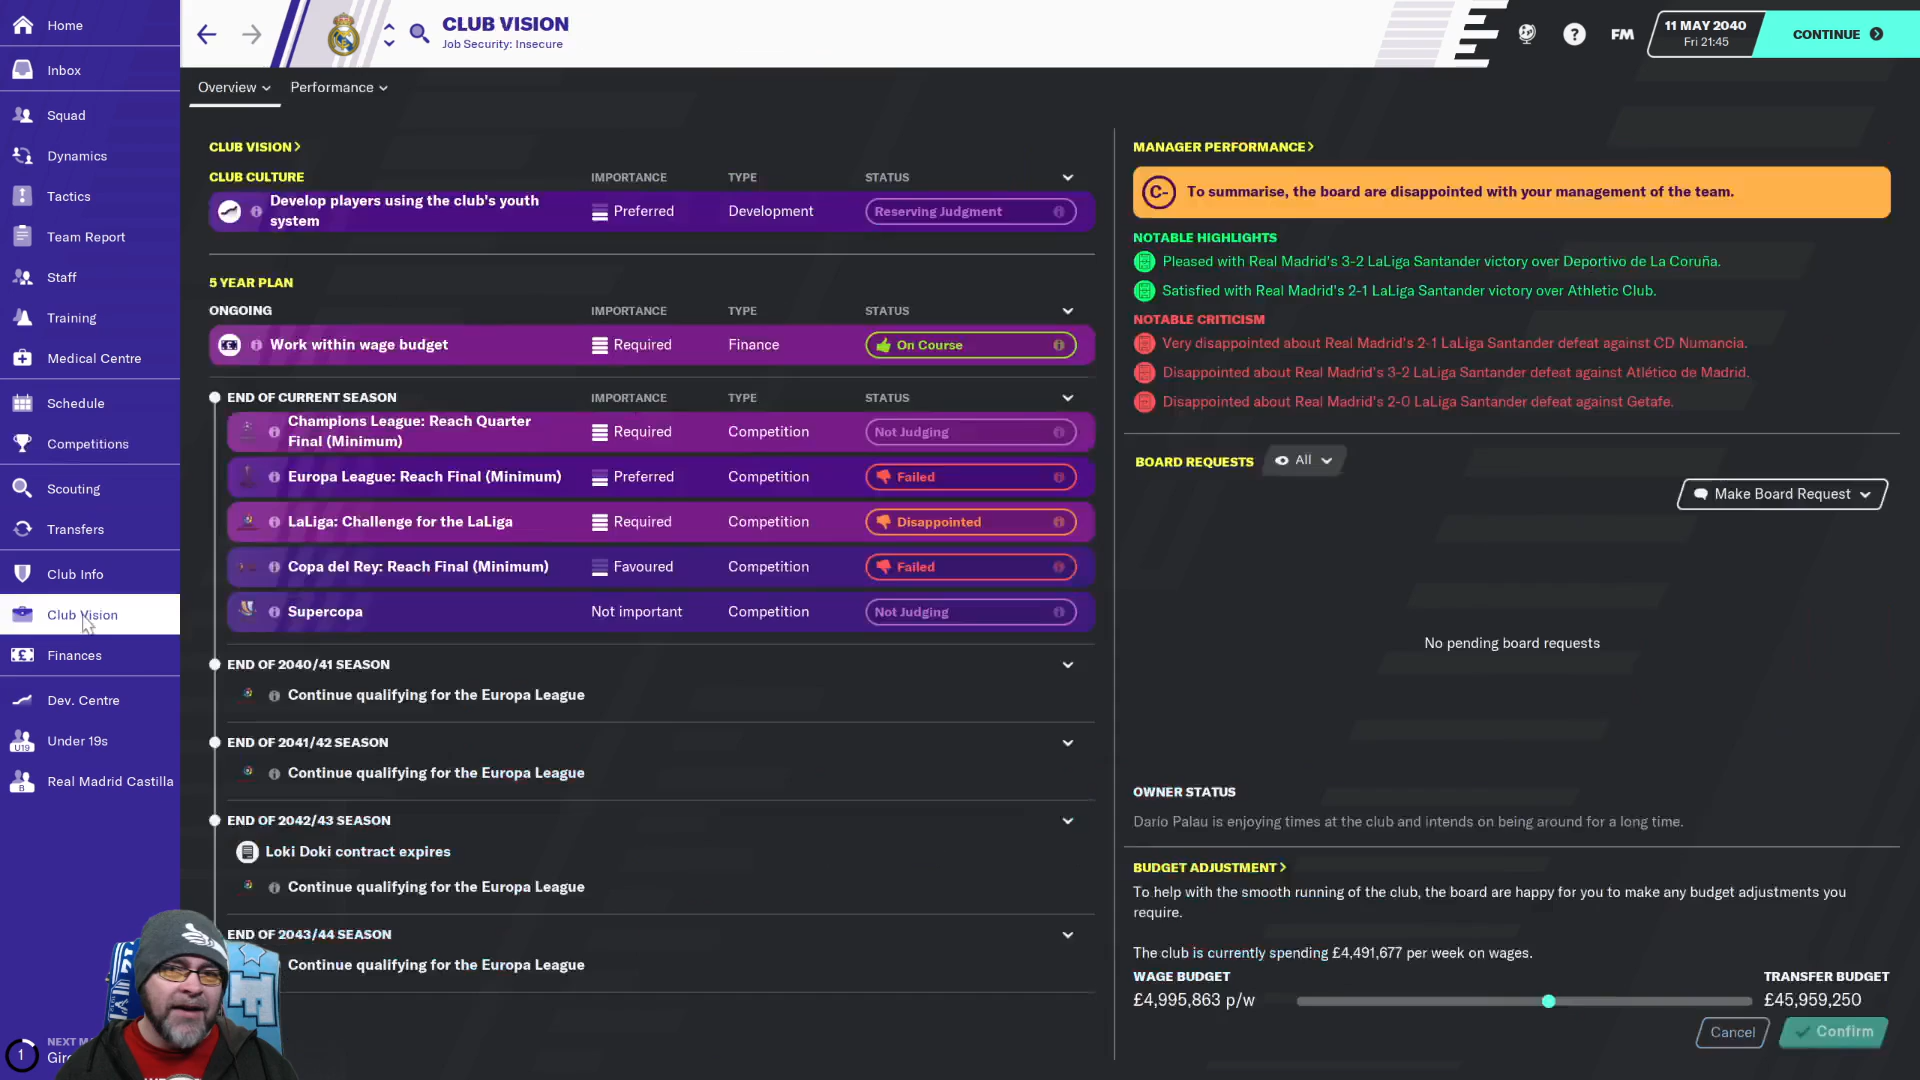 Home
Inbox
Squad
Dynamics
Tactics
Team Report
Staff
Training
Medical Centre
Schedule
Competitions
Scouting
Transfers
Club Info
Club Vision
Finances
Dev. Centre
U19
Under 19s
B
Real Madrid Castilla
1
CLUB VISION
Job Security: Insecure
?
FM
11 MAY 2040
Fri 21:45
CONTINUE
Overview
Performance
CLUB VISION
CLUB CULTURE IMPORTANCE TYPE STATUS
Develop players using the club's youth
system
Preferred Development Reserving Judgment
5 YEAR PLAN
ONGOING IMPORTANCE TYPE STATUS
Work within wage budget Required Finance On Course
END OF CURRENT SEASON IMPORTANCE TYPE STATUS
Champions League: Reach Quarter
Final (Minimum)
Required Competition Not Judging
Europa League: Reach Final (Minimum) Preferred Competition Failed
LaLiga: Challenge for the LaLiga Required Competition Disappointed
Copa del Rey: Reach Final (Minimum) Favoured Competition Failed
Supercopa Not important Competition Not Judging
END OF 2040/41 SEASON
Continue qualifying for the Europa League
END OF 2041/42 SEASON
Continue qualifying for the Europa League
END OF 2042/43 SEASON
Loki Doki contract expires
Continue qualifying for the Europa League
END OF 2043/44 SEASON
Continue qualifying for the Europa League
MANAGER PERFORMANCE
C- To summarise, the board are disappointed with your management of the team.
NOTABLE HIGHLIGHTS
Pleased with Real Madrid's 3-2 LaLiga Santander victory over Deportivo de La Coruña.
Satisfied with Real Madrid's 2-1 LaLiga Santander victory over Athletic Club.
NOTABLE CRITICISM
Very disappointed about Real Madrid's 2-1 LaLiga Santander defeat against CD Numancia.
Disappointed about Real Madrid's 3-2 LaLiga Santander defeat against Atlético de Madrid.
Disappointed about Real Madrid's 2-0 LaLiga Santander defeat against Getafe.
BOARD REQUESTS All
Make Board Request
No pending board requests
OWNER STATUS
Darío Palau is enjoying times at the club and intends on being around for a long time.
BUDGET ADJUSTMENT
To help with the smooth running of the club, the board are happy for you to make any budget adjustments you
require.
The club is currently spending £4,491,677 per week on wages.
WAGE BUDGET TRANSFER BUDGET
£4,995,863 p/w £45,959,250
Cancel Confirm